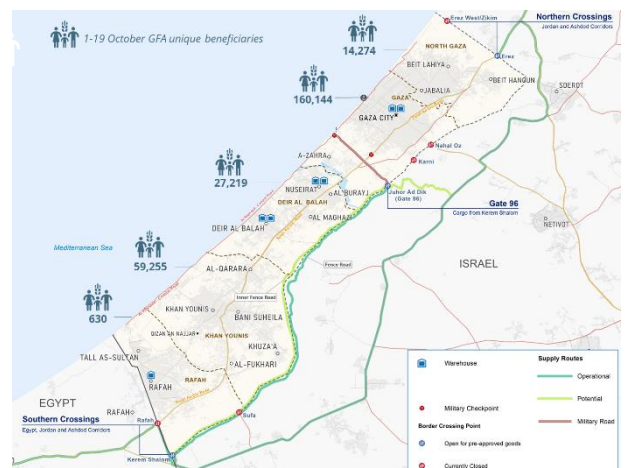 1-19 October GFA unique beneficiaries
Erez West/Zikim
Northern Crossings
Jordan and Ashdod Corridors
14,274
NORTH GAZA
Erez
BEIT LAHIYA
BEIT HANOUN
JABALIA
SDEROT
160,144
GAZA
GAZA CITY
Nahal Oz
Karni
A-ZAHRA
27,219
NUSEIRAT
AL'BURAYJ
Juhor Ad Dik
(Gate 96)
Gate 96
Cargo from Kerem Shalom
DEIR AL BALAH
AL MAGHAZI
DEIR AL BALAH
NETIVOT
Mediterranean Sea
Fence Road
59,255
AL-QARARA
ISRAEL
Inner Fence Road
630
KHAN YOUNIS
BANI SUHEILA
QIZAN AN NAJJAR
KHAN YOUNIS
KHUZA'A
TALL AS-SULTAN
AL-FUKHARI
RAFAH
RAFAH
EGYPT
RAFAH
Sufa
Southern Crossings
Egypt, Jordan and Ashdod Corridors
Rafah
Kerem Shalom
Warehouse
Supply Routes
Operational
Potential
Military Checkpoint
Military Road
Border Crossing Point
Open for pre-approved goods
Currently Closed